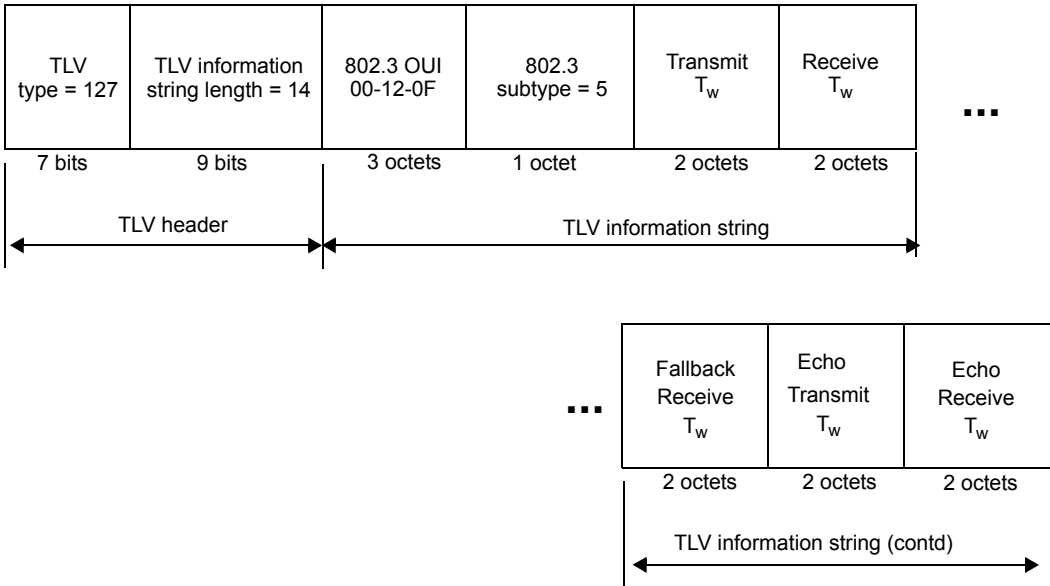 TLV
type = 127
TLV information
string length = 14
802.3 OUI
00-12-0F
802.3
subtype = 5
Transmit
Tw
Receive
Tw
...
7 bits
9 bits
3 octets
1 octet
2 octets
2 octets
TLV header
TLV information string
...
Fallback
Receive
Tw
Echo
Transmit
Tw
Echo
Receive
Tw
2 octets
2 octets
2 octets
TLV information string (contd)